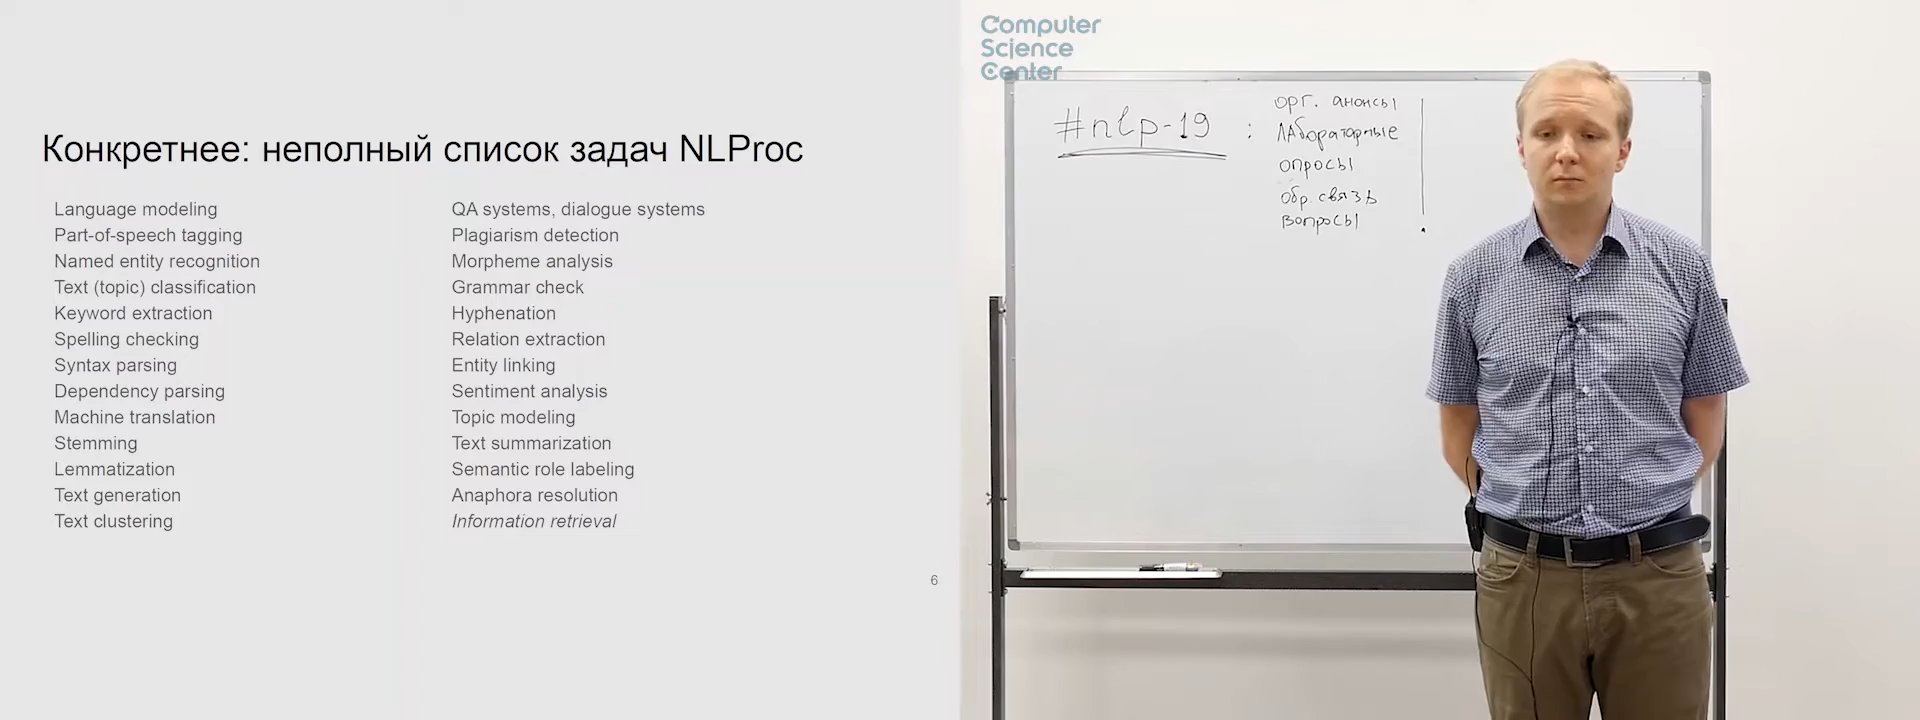 Конкретнее: неполный список задач NLProc
Language modeling
Part-of-speech tagging
Named entity recognition
Text (topic) classification
Keyword extraction
Spelling checking
Syntax parsing
Dependency parsing
Machine translation
Stemming
Lemmatization
Text generation
Text clustering
QA systems, dialogue systems
Plagiarism detection
Morpheme analysis
Grammar check
Hyphenation
Relation extraction
Entity linking
Sentiment analysis
Topic modeling
Text summarization
Semantic role labeling
Anaphora resolution
Information retrieval
6
Computer
Science
Center
#nlp-19 :
орг. анонсы
лабораторные
опросы
обр. связь
вопросы